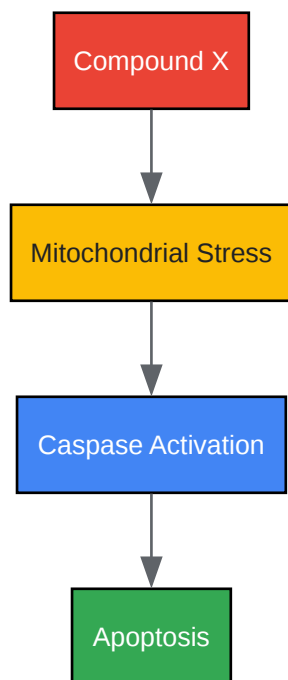 Compound X
Mitochondrial Stress
Caspase Activation
Apoptosis